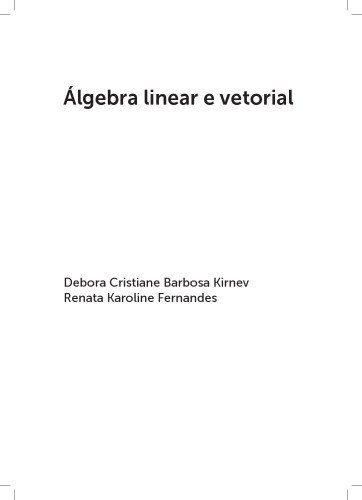 Álgebra linear e vetorial
Debora Cristiane Barbosa Kirnev
Renata Karoline Fernandes